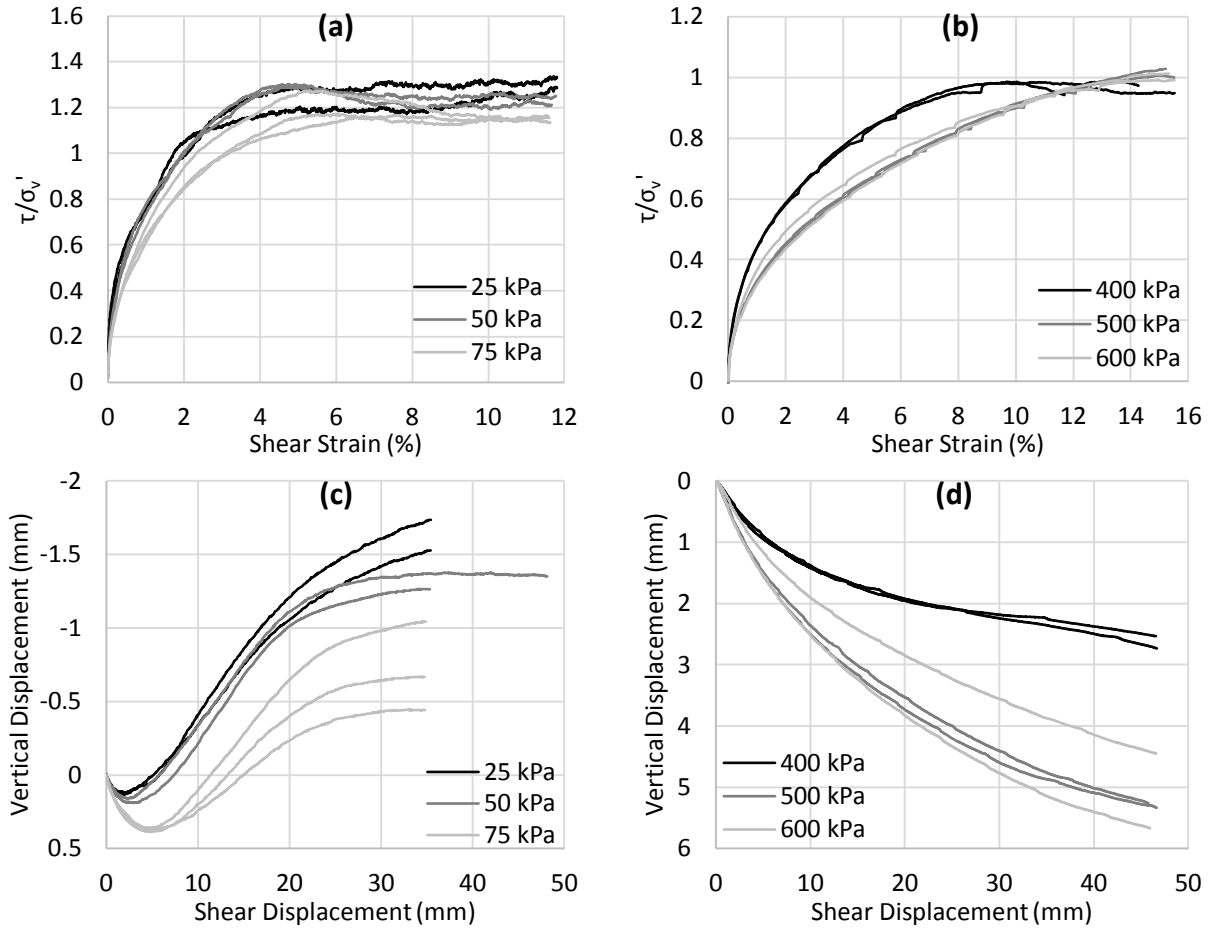 (a)
1.6
1.4
1.2
1
0.8
0.6
0.4
0.2
0
τ/σv'
25 kPa
50 kPa
75 kPa
0 2 4 6 8 10 12
Shear Strain (%)
(b)
1.2
1
0.8
0.6
0.4
0.2
0
τ/σv'
400 kPa
500 kPa
600 kPa
0 2 4 6 8 10 12 14 16
Shear Strain (%)
(c)
-2
-1.5
-1
-0.5
0
0.5
Vertical Displacement (mm)
25 kPa
50 kPa
75 kPa
0 10 20 30 40 50
Shear Displacement (mm)
(d)
0
1
2
3
4
5
6
Vertical Displacement (mm)
400 kPa
500 kPa
600 kPa
0 10 20 30 40 50
Shear Displacement (mm)